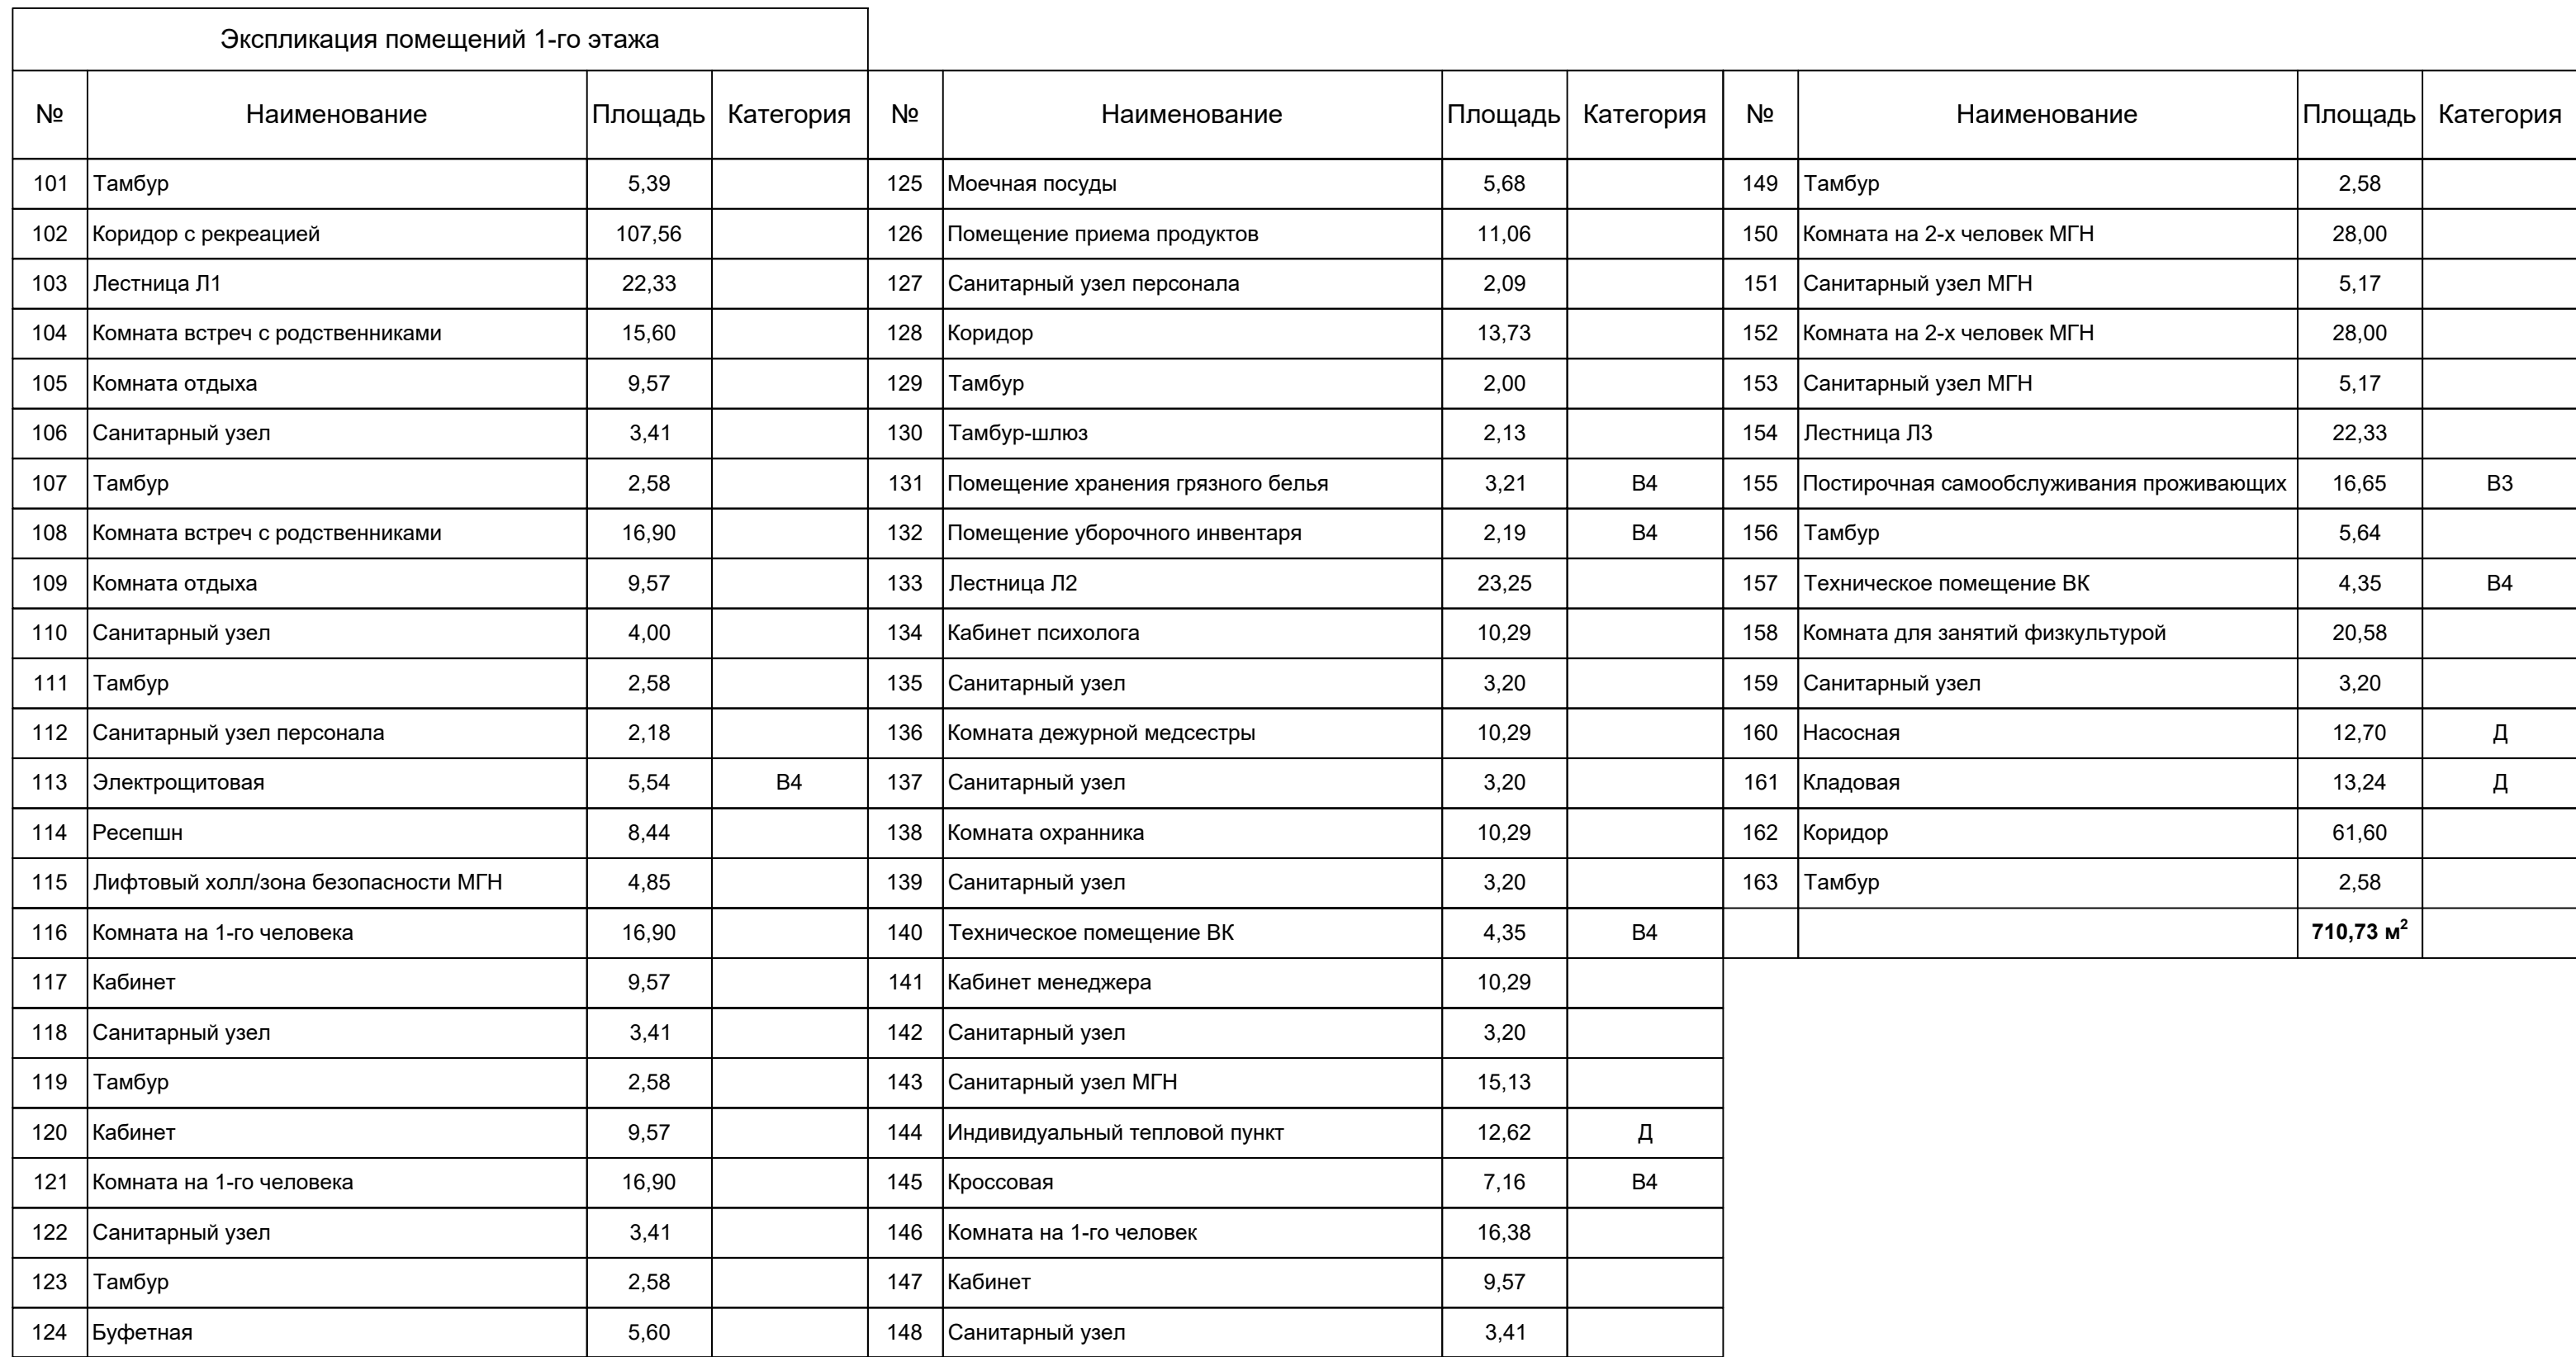 Экспликация помещений 1-го этажа
№ Наименование Площадь Категория № Наименование Площадь Категория № Наименование Площадь Категория
101 Тамбур 5,39 125 Моечная посуды 5,68 149 Тамбур 2,58
102 Коридор с рекреацией 107,56 126 Помещение приема продуктов 11,06 150 Комната на 2-х человек МГН 28,00
103 Лестница Л1 22,33 127 Санитарный узел персонала 2,09 151 Санитарный узел МГН 5,17
104 Комната встреч с родственниками 15,60 128 Коридор 13,73 152 Комната на 2-х человек МГН 28,00
105 Комната отдыха 9,57 129 Тамбур 2,00 153 Санитарный узел МГН 5,17
106 Санитарный узел 3,41 130 Тамбур-шлюз 2,13 154 Лестница Л3 22,33
107 Тамбур 2,58 131 Помещение хранения грязного белья 3,21 В4 155 Постирочная самообслуживания проживающих 16,65 В3
108 Комната встреч с родственниками 16,90 132 Помещение уборочного инвентаря 2,19 В4 156 Тамбур 5,64
109 Комната отдыха 9,57 133 Лестница Л2 23,25 157 Техническое помещение ВК 4,35 В4
110 Санитарный узел 4,00 134 Кабинет психолога 10,29 158 Комната для занятий физкультурой 20,58
111 Тамбур 2,58 135 Санитарный узел 3,20 159 Санитарный узел 3,20
112 Санитарный узел персонала 2,18 136 Комната дежурной медсестры 10,29 160 Насосная 12,70 Д
113 Электрощитовая 5,54 В4 137 Санитарный узел 3,20 161 Кладовая 13,24 Д
114 Ресепшн 8,44 138 Комната охранника 10,29 162 Коридор 61,60
115 Лифтовый холл/зона безопасности МГН 4,85 139 Санитарный узел 3,20 163 Тамбур 2,58
116 Комната на 1-го человека 16,90 140 Техническое помещение ВК 4,35 В4 710,73 м²
117 Кабинет 9,57 141 Кабинет менеджера 10,29
118 Санитарный узел 3,41 142 Санитарный узел 3,20
119 Тамбур 2,58 143 Санитарный узел МГН 15,13
120 Кабинет 9,57 144 Индивидуальный тепловой пункт 12,62 Д
121 Комната на 1-го человека 16,90 145 Кроссовая 7,16 В4
122 Санитарный узел 3,41 146 Комната на 1-го человек 16,38
123 Тамбур 2,58 147 Кабинет 9,57
124 Буфетная 5,60 148 Санитарный узел 3,41